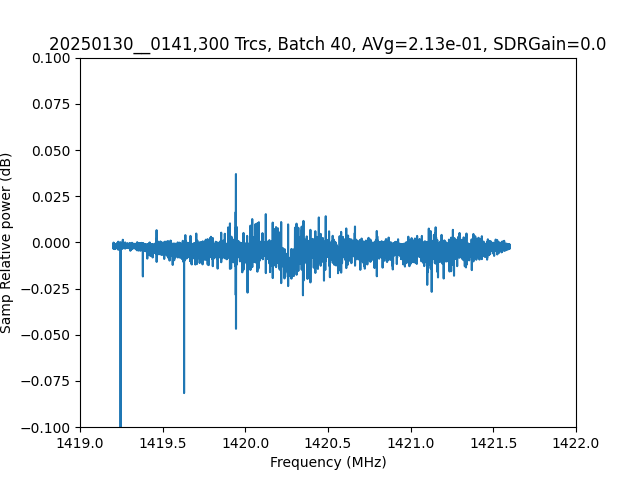 20250130__0141,300 Trcs, Batch 40, AVg=2.13e-01, SDRGain=0.0
0.100
0.075
0.050
0.025
0.000
−0.025
−0.050
−0.075
−0.100
Samp Relative power (dB)
1419.0 1419.5 1420.0 1420.5 1421.0 1421.5 1422.0
Frequency (MHz)